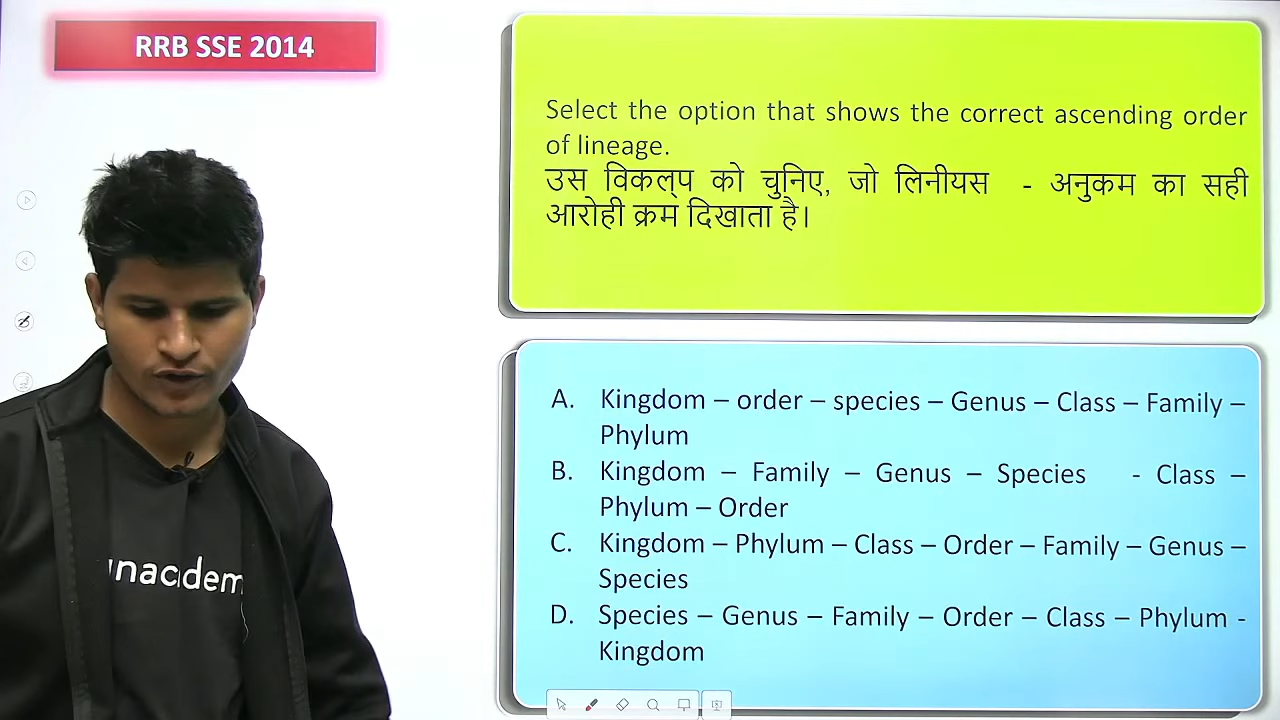 RRB SSE 2014
Select the option that shows the correct ascending order
of lineage.
उस विकल्प को चुनिए, जो लिनीयस - अनुकम का सही
आरोही क्रम दिखाता है।
A. Kingdom – order – species – Genus – Class – Family –
Phylum
B. Kingdom – Family – Genus – Species - Class –
Phylum – Order
C. Kingdom – Phylum – Class – Order – Family – Genus –
Species
D. Species – Genus – Family – Order – Class – Phylum -
Kingdom
unacadem